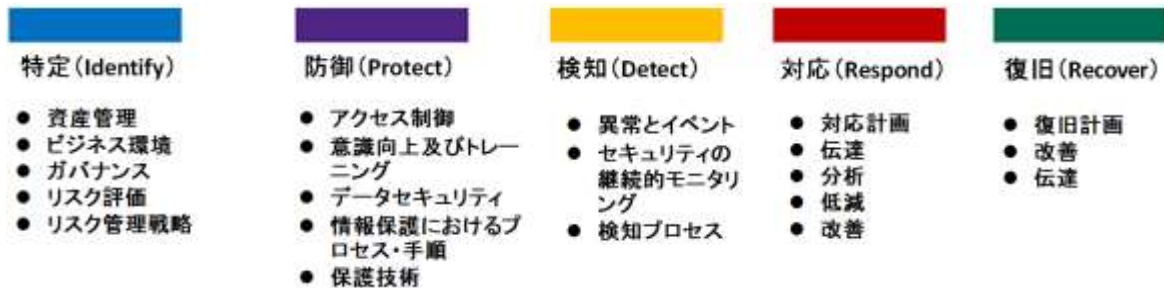 特定（Identify）
● 資産管理
● ビジネス環境
● ガバナンス
● リスク評価
● リスク管理戦略
防御（Protect）
● アクセス制御
● 意識向上及びトレー
ニング
● データセキュリティ
● 情報保護におけるプ
ロセス・手順
● 保護技術
検知（Detect）
● 異常とイベント
● セキュリティの
継続的モニタリ
ング
● 検知プロセス
対応（Respond）
● 対応計画
● 伝達
● 分析
● 低減
● 改善
復旧（Recover）
● 復旧計画
● 改善
● 伝達